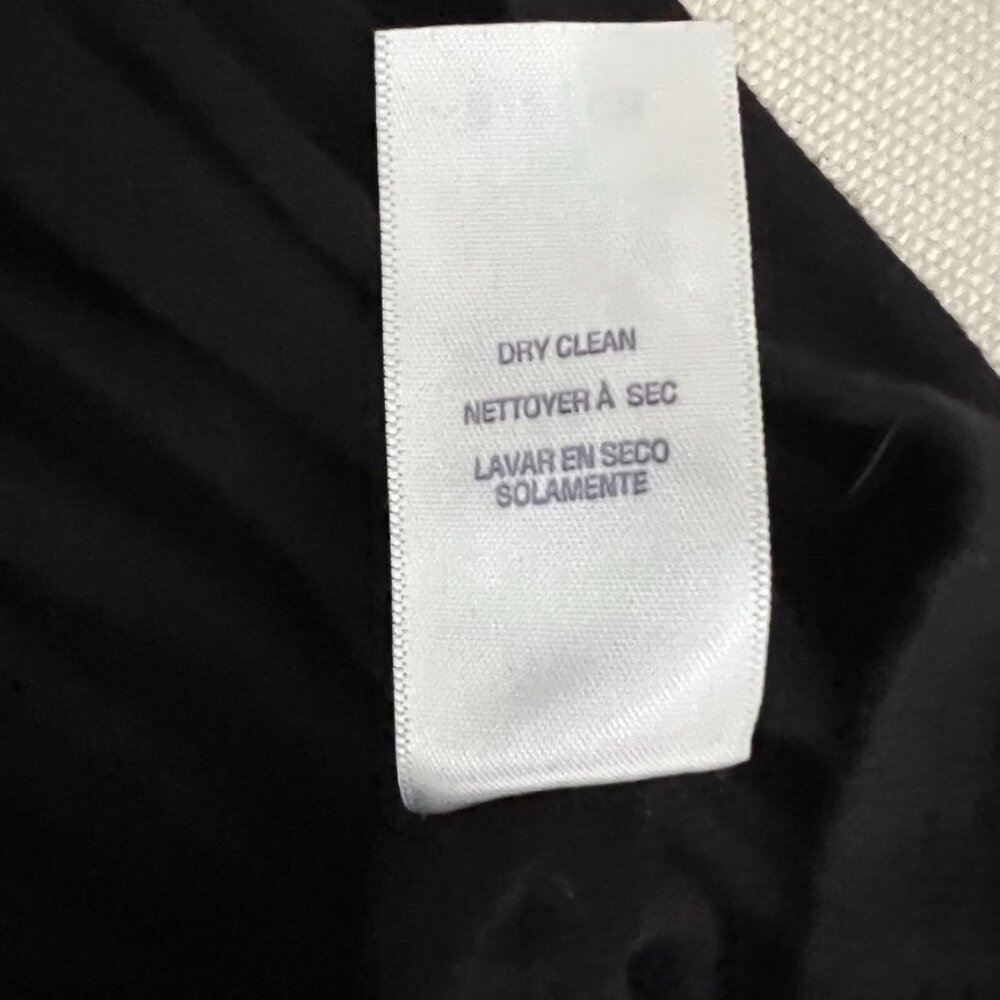 DRY CLEAN
NETTOYER À SEC
LAVAR EN SECO
SOLAMENTE